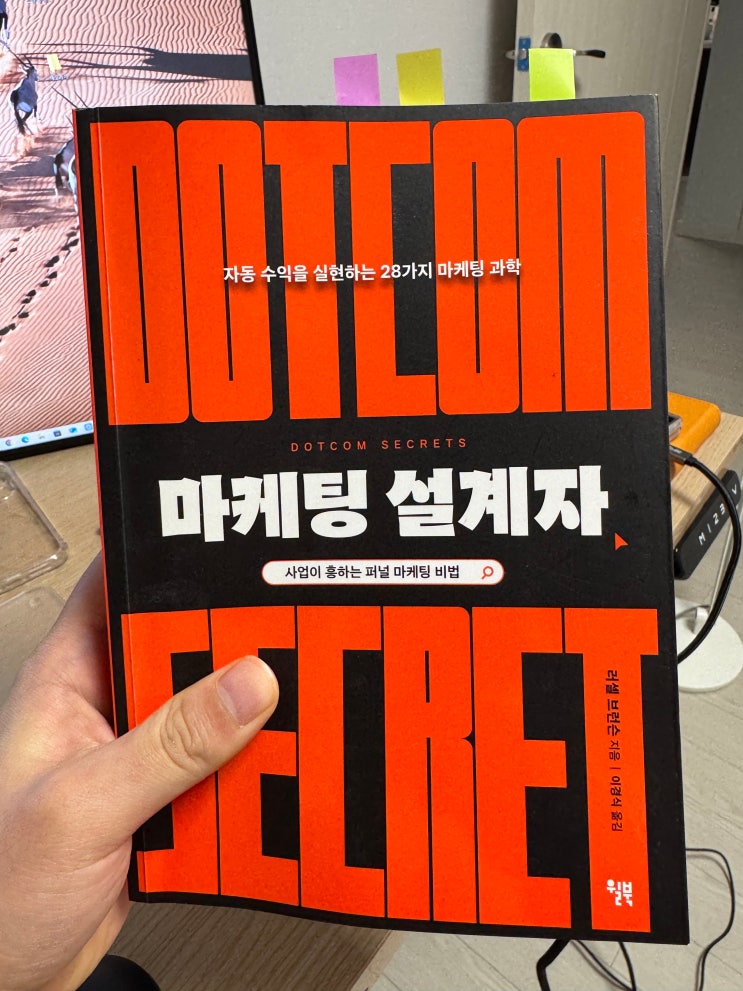 DOTCOM
자동 수익을 실현하는 28가지 마케팅 과학
DOTCOM SECRETS
마케팅 설계자
사업이 흥하는 퍼널 마케팅 비법
SECRET
러셀 브런슨 지음 | 이경식 옮김
윌북